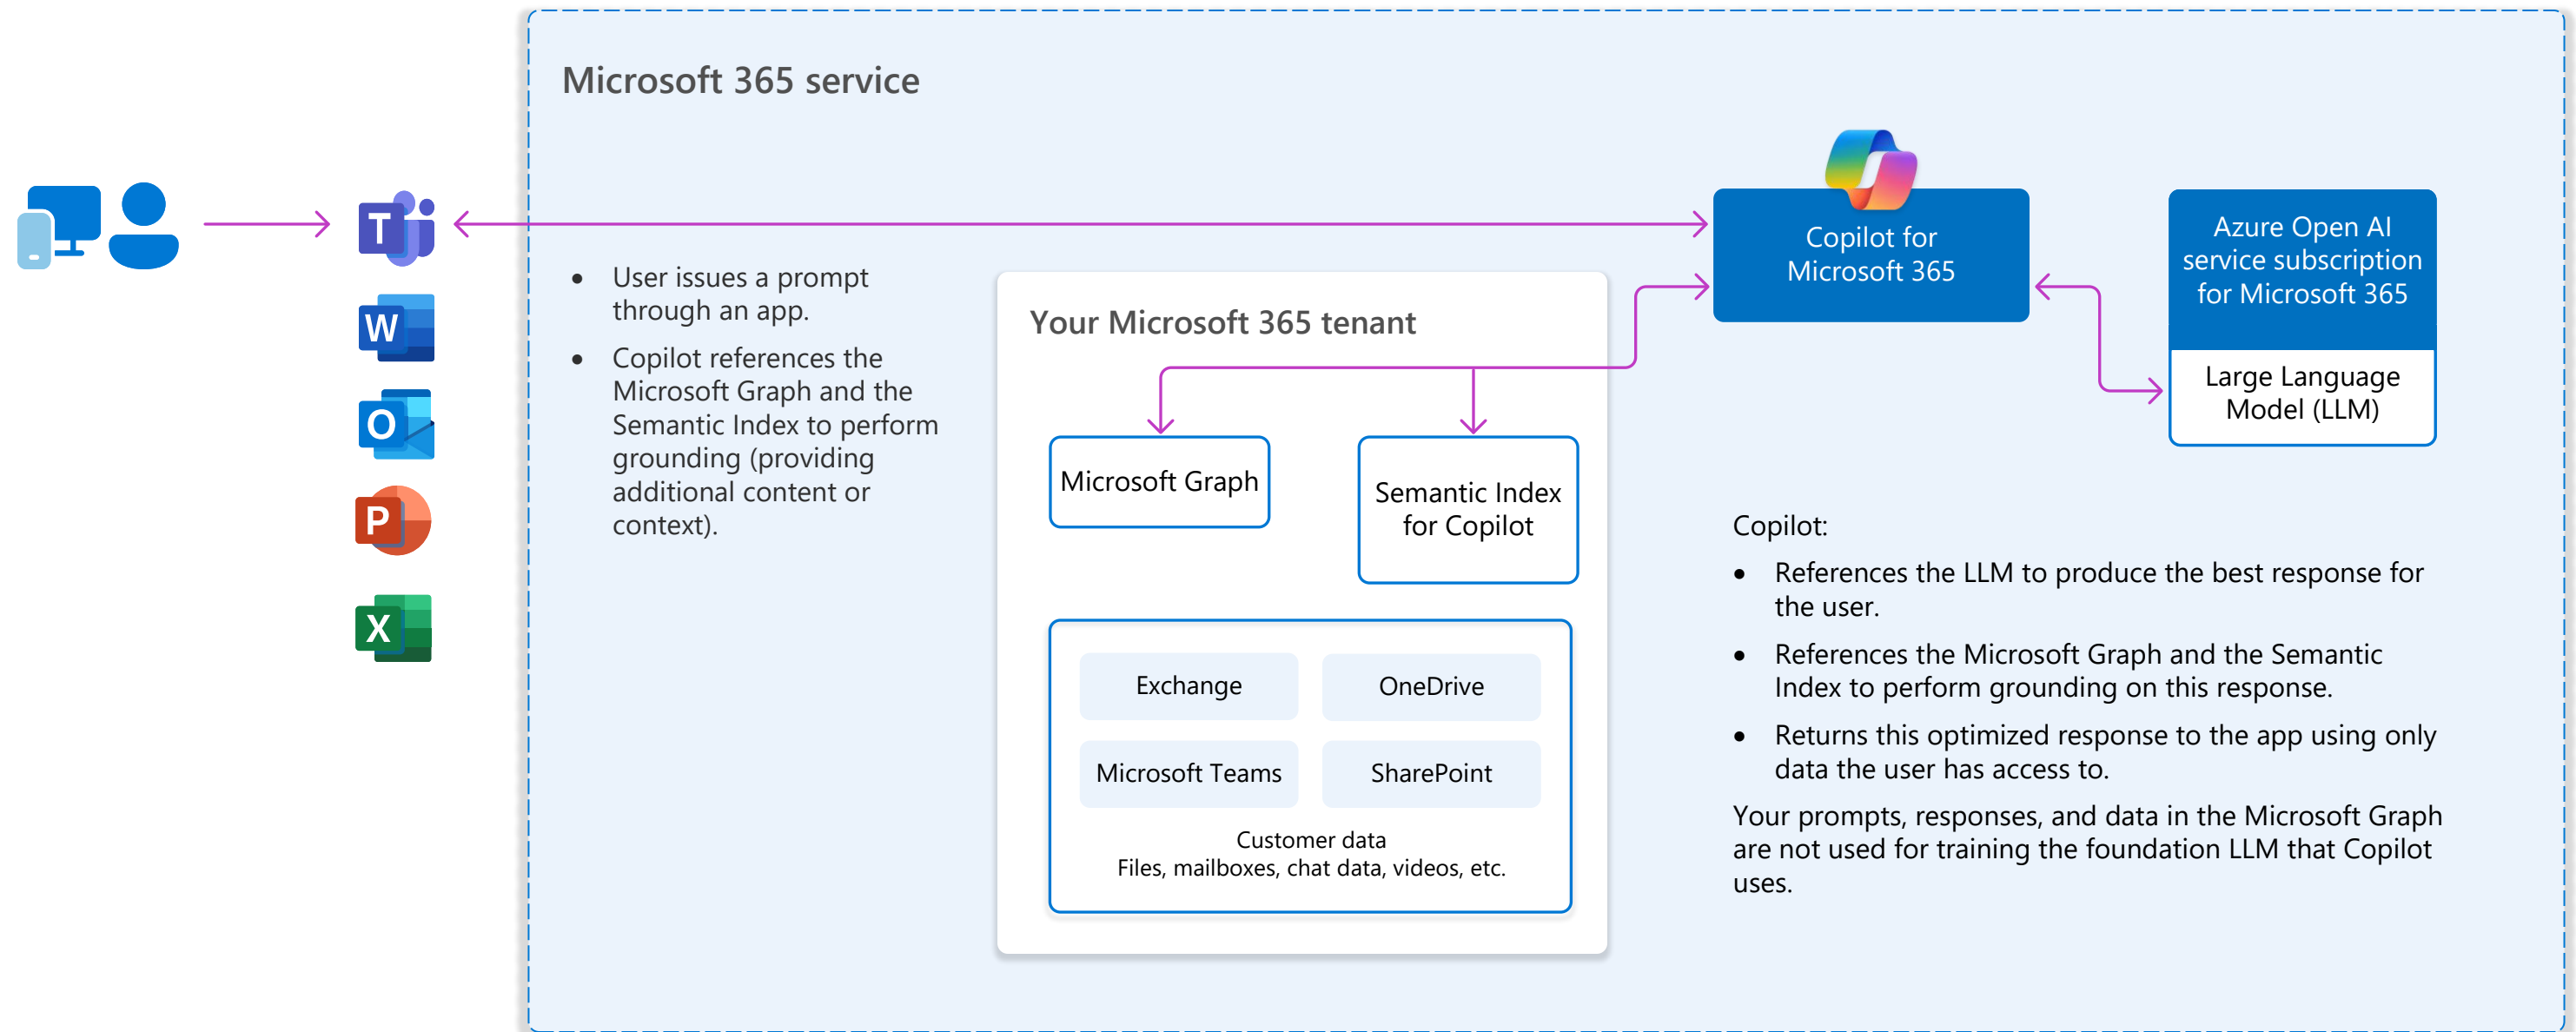 Microsoft 365 service
T
W
O
P
X
• User issues a prompt
through an app.
• Copilot references the
Microsoft Graph and the
Semantic Index to perform
grounding (providing
additional content or
context).
Your Microsoft 365 tenant
Microsoft Graph
Semantic Index
for Copilot
Exchange
OneDrive
Microsoft Teams
SharePoint
Customer data
Files, mailboxes, chat data, videos, etc.
Copilot for
Microsoft 365
Azure Open AI
service subscription
for Microsoft 365
Large Language
Model (LLM)
Copilot:
• References the LLM to produce the best response for
the user.
• References the Microsoft Graph and the Semantic
Index to perform grounding on this response.
• Returns this optimized response to the app using only
data the user has access to.
Your prompts, responses, and data in the Microsoft Graph
are not used for training the foundation LLM that Copilot
uses.